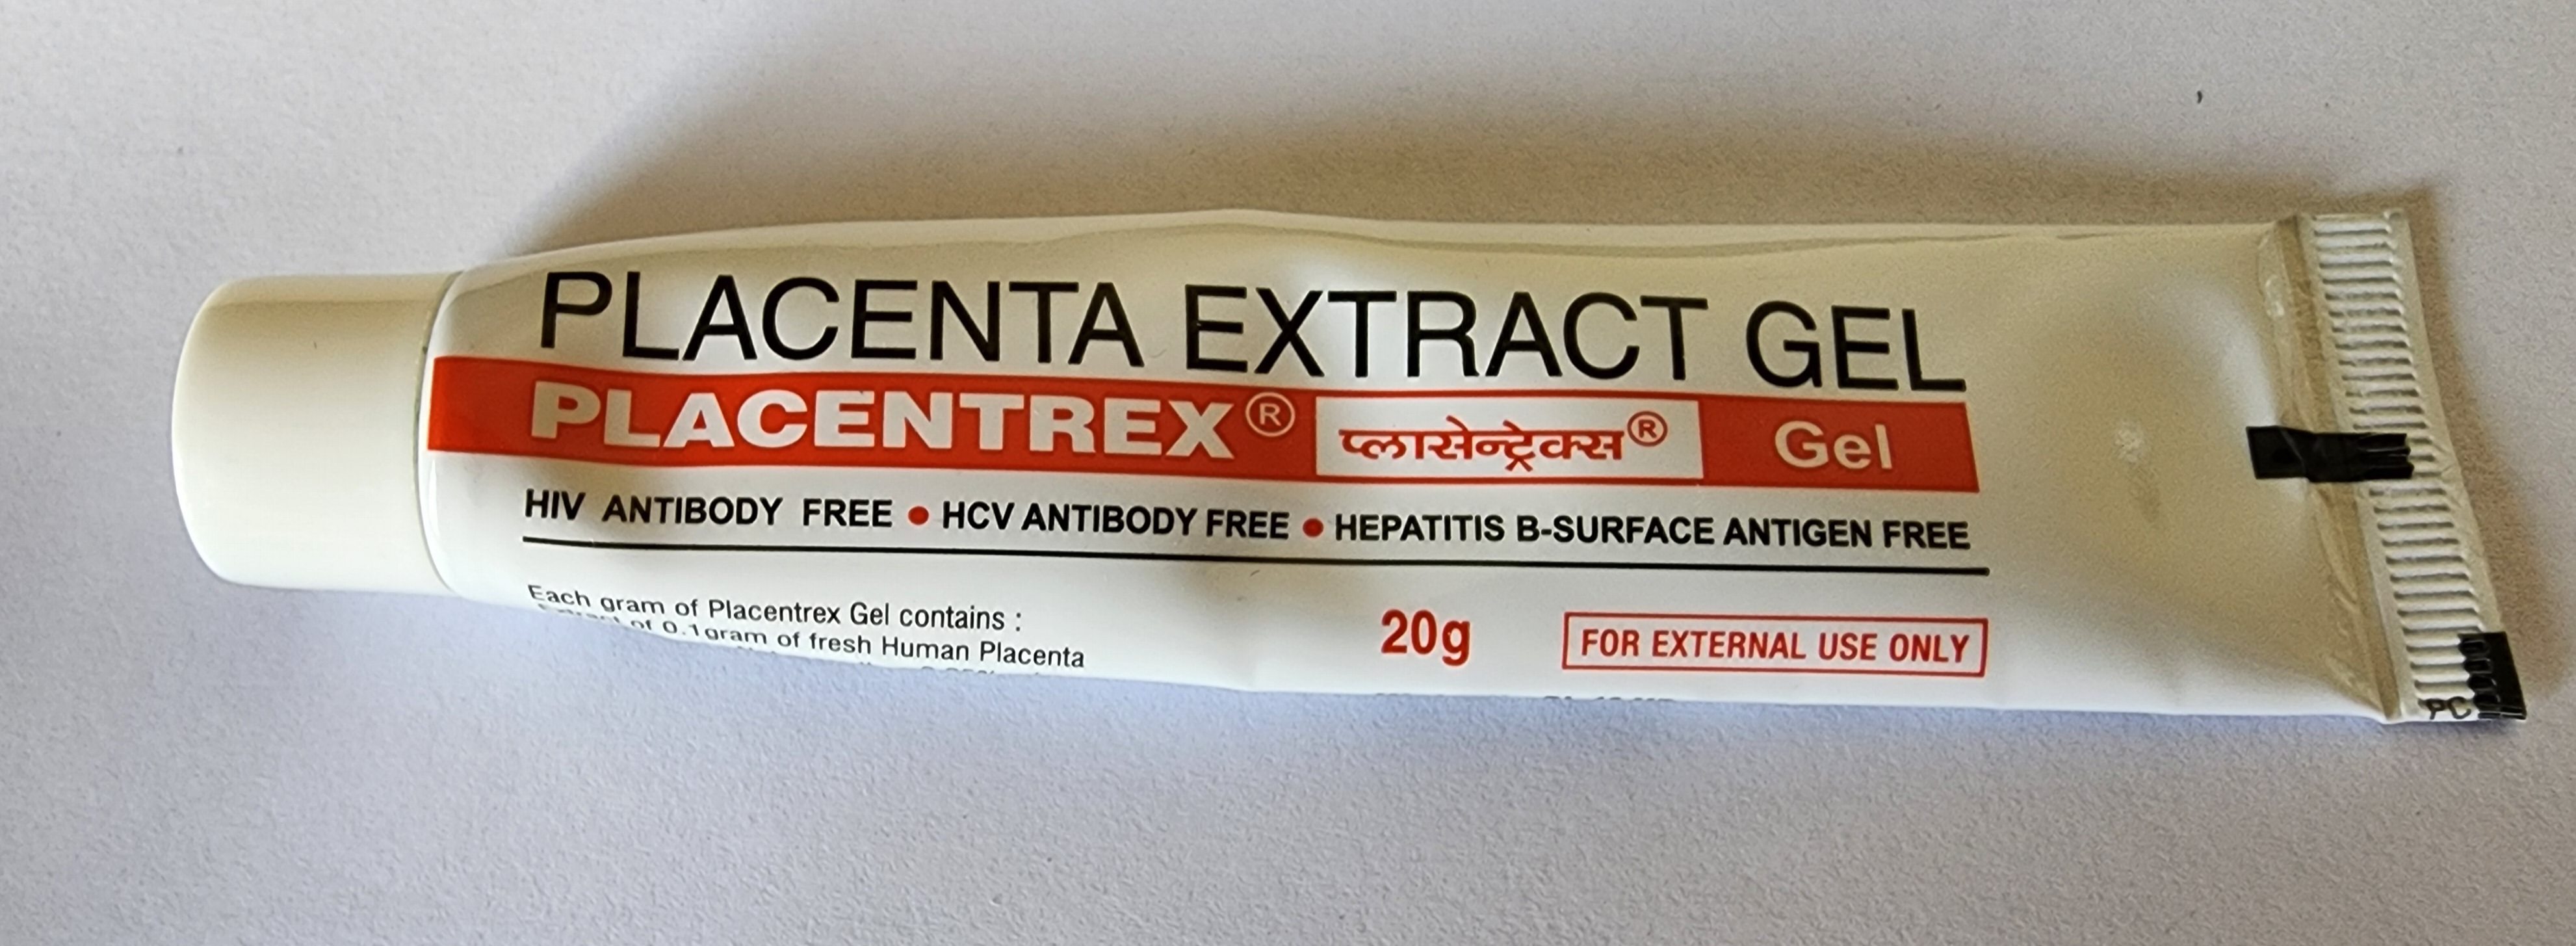 PLACENTA EXTRACT GEL
PLACENTREX® प्लासेन्ट्रेक्स® Gel
HIV ANTIBODY FREE • HCV ANTIBODY FREE • HEPATITIS B-SURFACE ANTIGEN FREE
Each gram of Placentrex Gel contains :
Extract of 0.1gram of fresh Human Placenta
20g
FOR EXTERNAL USE ONLY
PC